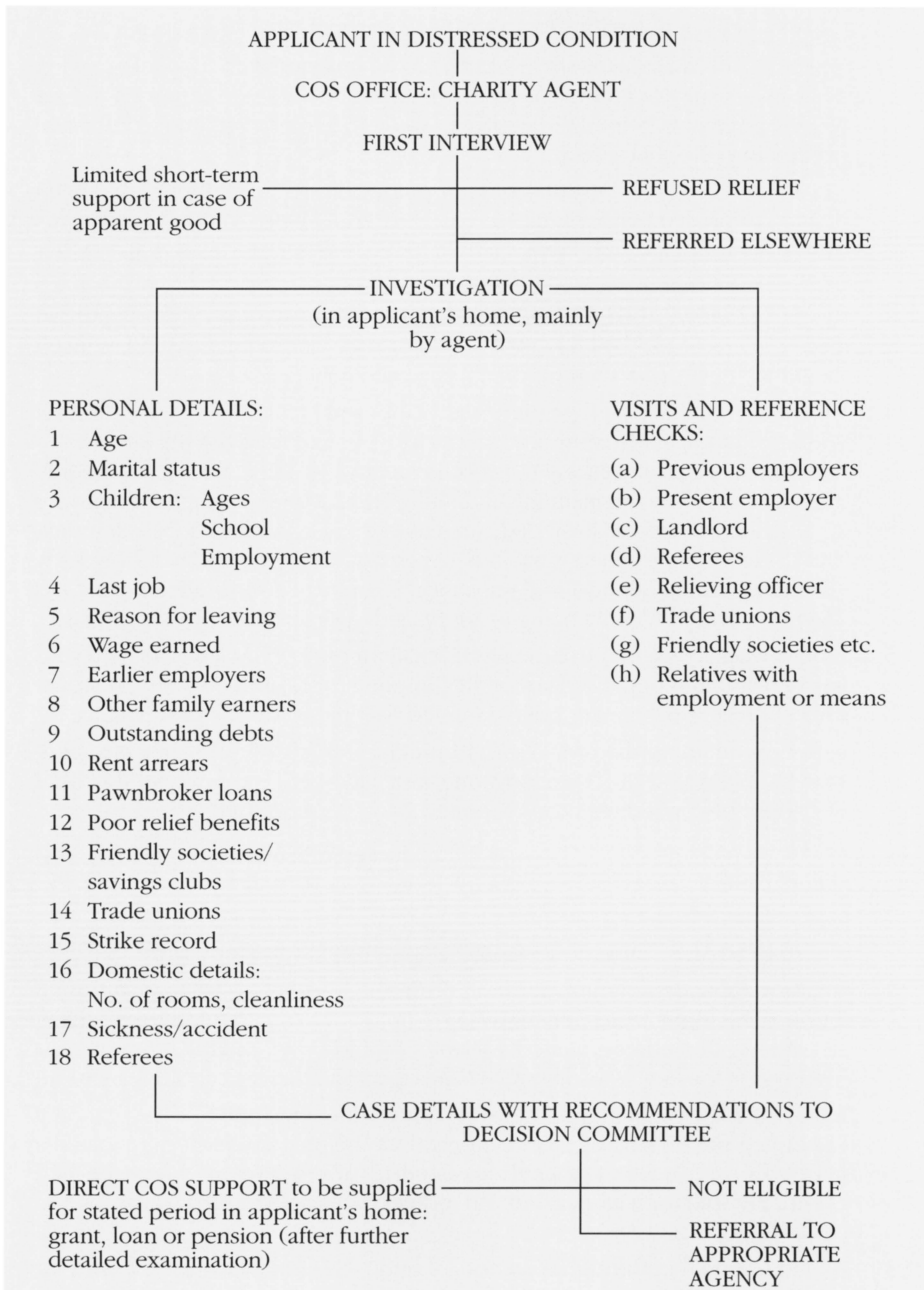 APPLICANT IN DISTRESSED CONDITION
COS OFFICE: CHARITY AGENT
FIRST INTERVIEW
Limited short-term
support in case of
apparent good
REFUSED RELIEF
REFERRED ELSEWHERE
INVESTIGATION
(in applicant's home, mainly
by agent)
PERSONAL DETAILS:
1 Age
2 Marital status
3 Children: Ages
School
Employment
4 Last job
5 Reason for leaving
6 Wage earned
7 Earlier employers
8 Other family earners
9 Outstanding debts
10 Rent arrears
11 Pawnbroker loans
12 Poor relief benefits
13 Friendly societies/
savings clubs
14 Trade unions
15 Strike record
16 Domestic details:
No. of rooms, cleanliness
17 Sickness/accident
18 Referees
VISITS AND REFERENCE
CHECKS:
(a) Previous employers
(b) Present employer
(c) Landlord
(d) Referees
(e) Relieving officer
(f) Trade unions
(g) Friendly societies etc.
(h) Relatives with
employment or means
CASE DETAILS WITH RECOMMENDATIONS TO
DECISION COMMITTEE
DIRECT COS SUPPORT to be supplied
for stated period in applicant's home:
grant, loan or pension (after further
detailed examination)
NOT ELIGIBLE
REFERRAL TO
APPROPRIATE
AGENCY